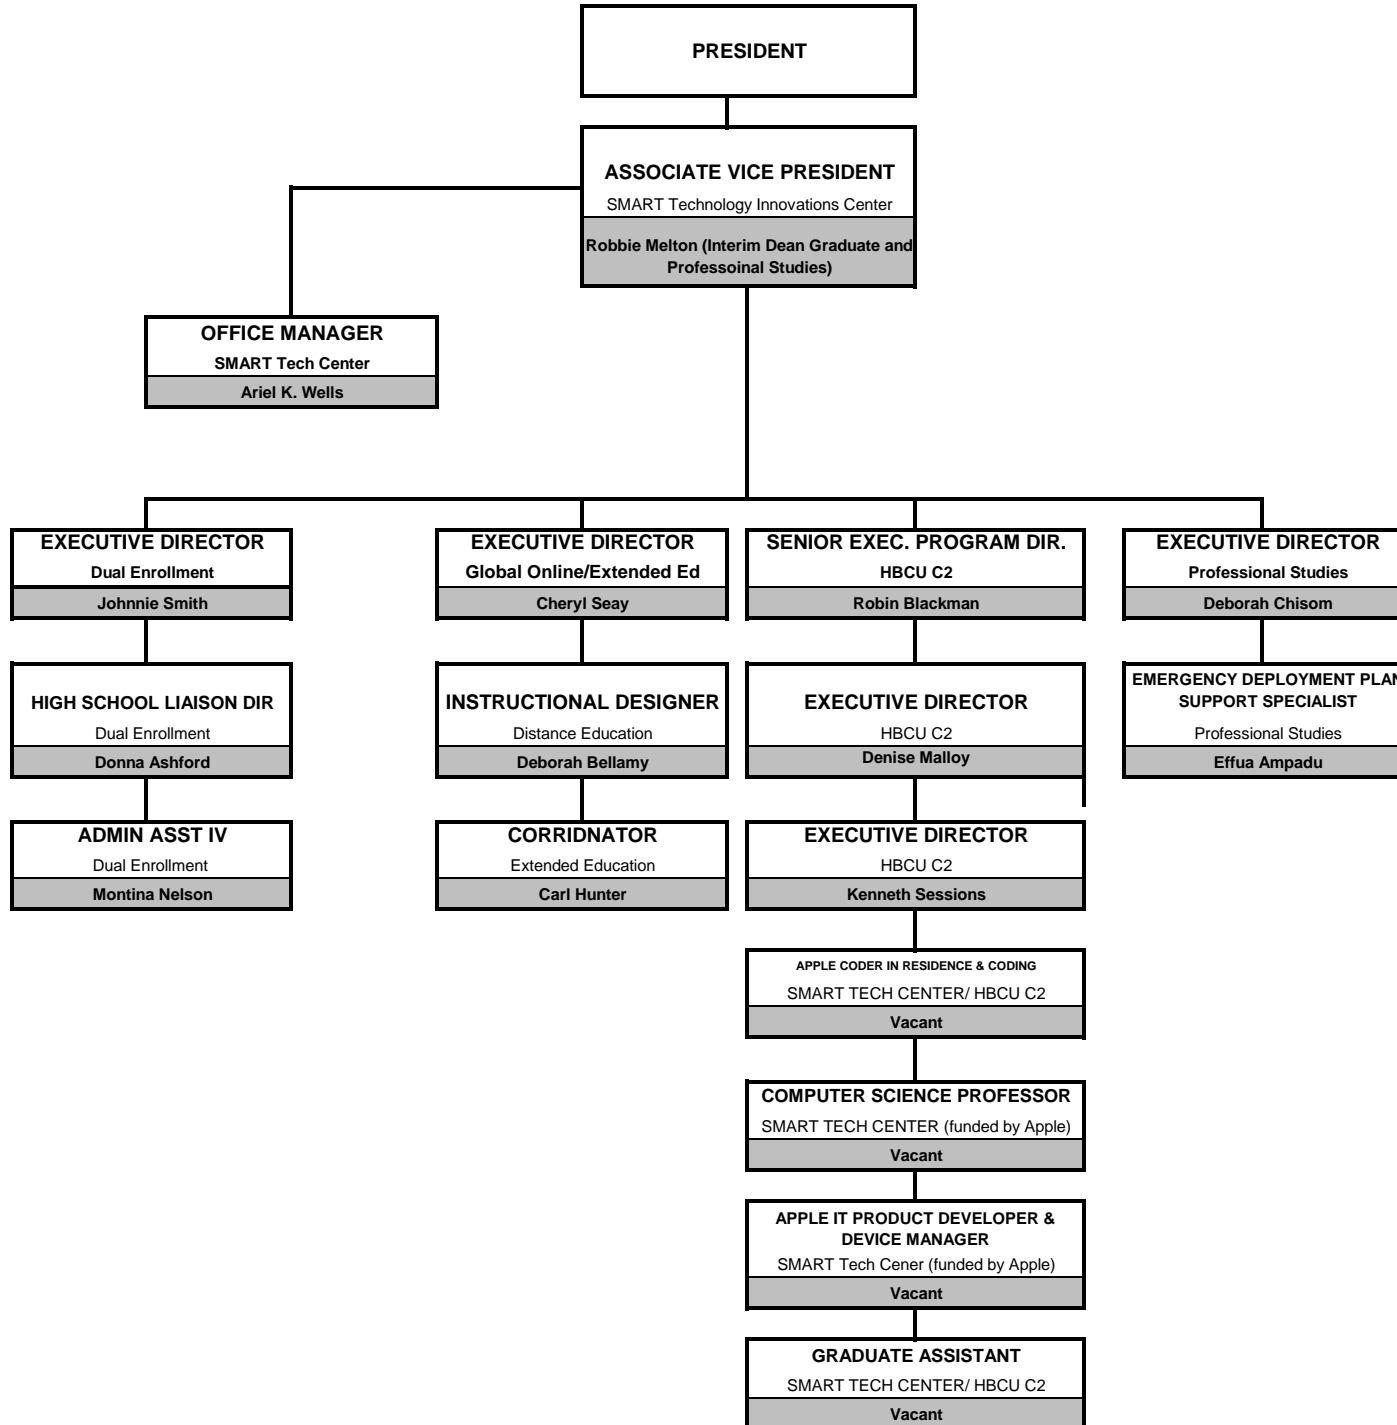 PRESIDENT
ASSOCIATE VICE PRESIDENT
SMART Technology Innovations Center
Robbie Melton (Interim Dean Graduate and
Professoinal Studies)
OFFICE MANAGER
SMART Tech Center
Ariel K. Wells
EXECUTIVE DIRECTOR
Dual Enrollment
Johnnie Smith
HIGH SCHOOL LIAISON DIR
Dual Enrollment
Donna Ashford
ADMIN ASST IV
Dual Enrollment
Montina Nelson
EXECUTIVE DIRECTOR
Global Online/Extended Ed
Cheryl Seay
INSTRUCTIONAL DESIGNER
Distance Education
Deborah Bellamy
CORRIDNATOR
Extended Education
Carl Hunter
SENIOR EXEC. PROGRAM DIR.
HBCU C2
Robin Blackman
EXECUTIVE DIRECTOR
HBCU C2
Denise Malloy
EXECUTIVE DIRECTOR
HBCU C2
Kenneth Sessions
APPLE CODER IN RESIDENCE & CODING
SMART TECH CENTER/ HBCU C2
Vacant
COMPUTER SCIENCE PROFESSOR
SMART TECH CENTER (funded by Apple)
Vacant
APPLE IT PRODUCT DEVELOPER &
DEVICE MANAGER
SMART Tech Cener (funded by Apple)
Vacant
GRADUATE ASSISTANT
SMART TECH CENTER/ HBCU C2
Vacant
EXECUTIVE DIRECTOR
Professional Studies
Deborah Chisom
EMERGENCY DEPLOYMENT PLAN
SUPPORT SPECIALIST
Professional Studies
Effua Ampadu